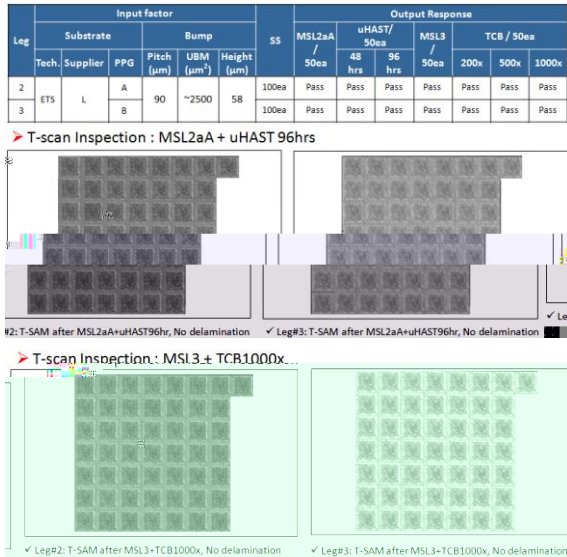 Input factor Output Response
Leg Substrate Bump SS MSL2aA / 50ea uHAST/ 50ea MSL3 / 50ea TCB / 50ea
Tech. Supplier PPG Pitch (μm) UBM (μm²) Height (μm) 48 hrs 96 hrs 200x 500x 1000x
2 ETS L A 90 ~2500 58 100ea Pass Pass Pass Pass Pass Pass Pass
3 B 100ea Pass Pass Pass Pass Pass Pass Pass
➤ T-scan Inspection : MSL2aA + uHAST 96hrs
#2: T-SAM after MSL2aA+uHAST96hr, No delamination ✓ Leg#3: T-SAM after MSL2aA+uHAST96hr, No delamination ✓ Le
➤ T-scan Inspection : MSL3 + TCB1000x
✓ Leg#2: T-SAM after MSL3+TCB1000x, No delamination ✓ Leg#3: T-SAM after MSL3+TCB1000x, No delamination